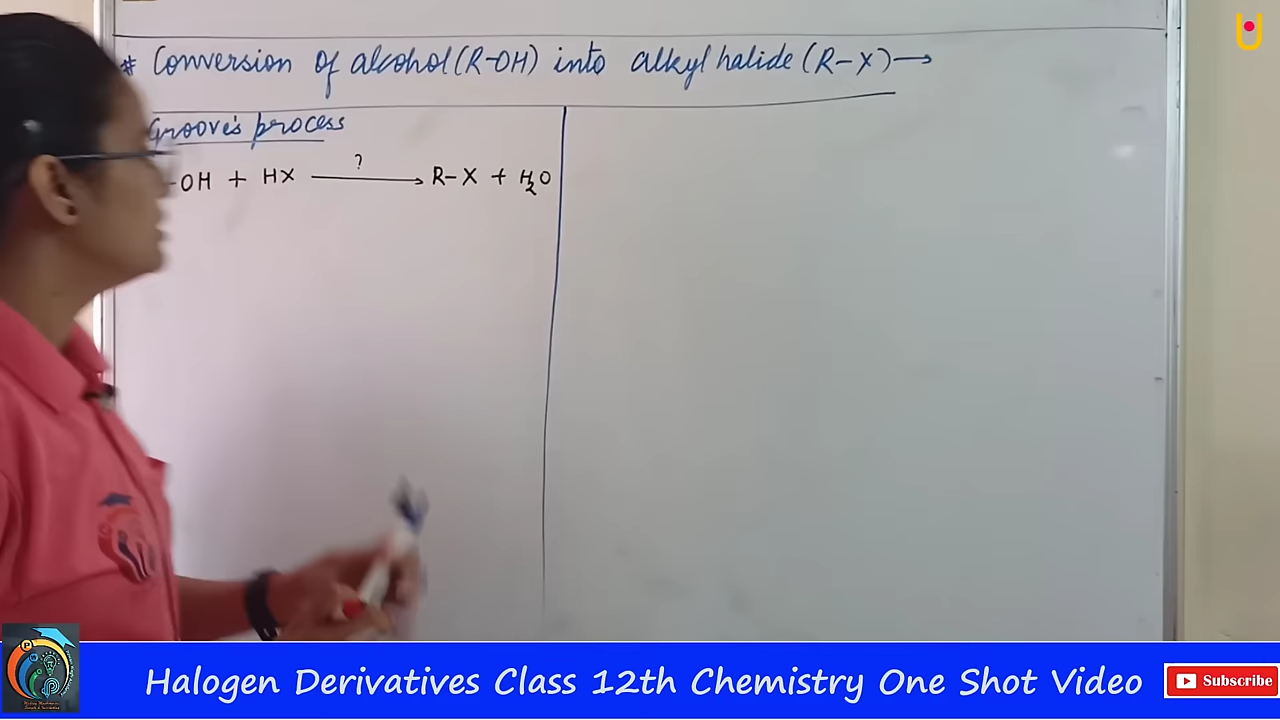 # Conversion of alcohol (R-OH) into alkyl halide (R-X) →
Groove's process
-OH + HX —?→ R-X + H₂O
Halogen Derivatives Class 12th Chemistry One Shot Video
Subscribe